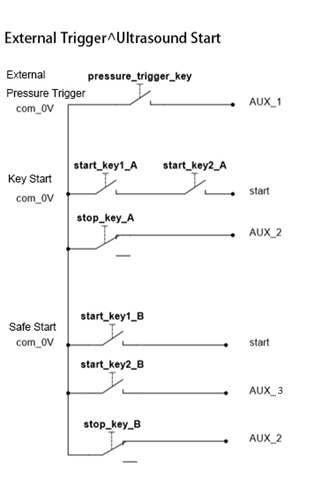 External Trigger^Ultrasound Start
External
Pressure Trigger
com_0V
pressure_trigger_key
AUX_1
Key Start
com_0V
start_key1_A
start_key2_A
start
stop_key_A
AUX_2
Safe Start
com_0V
start_key1_B
start
start_key2_B
AUX_3
stop_key_B
AUX_2